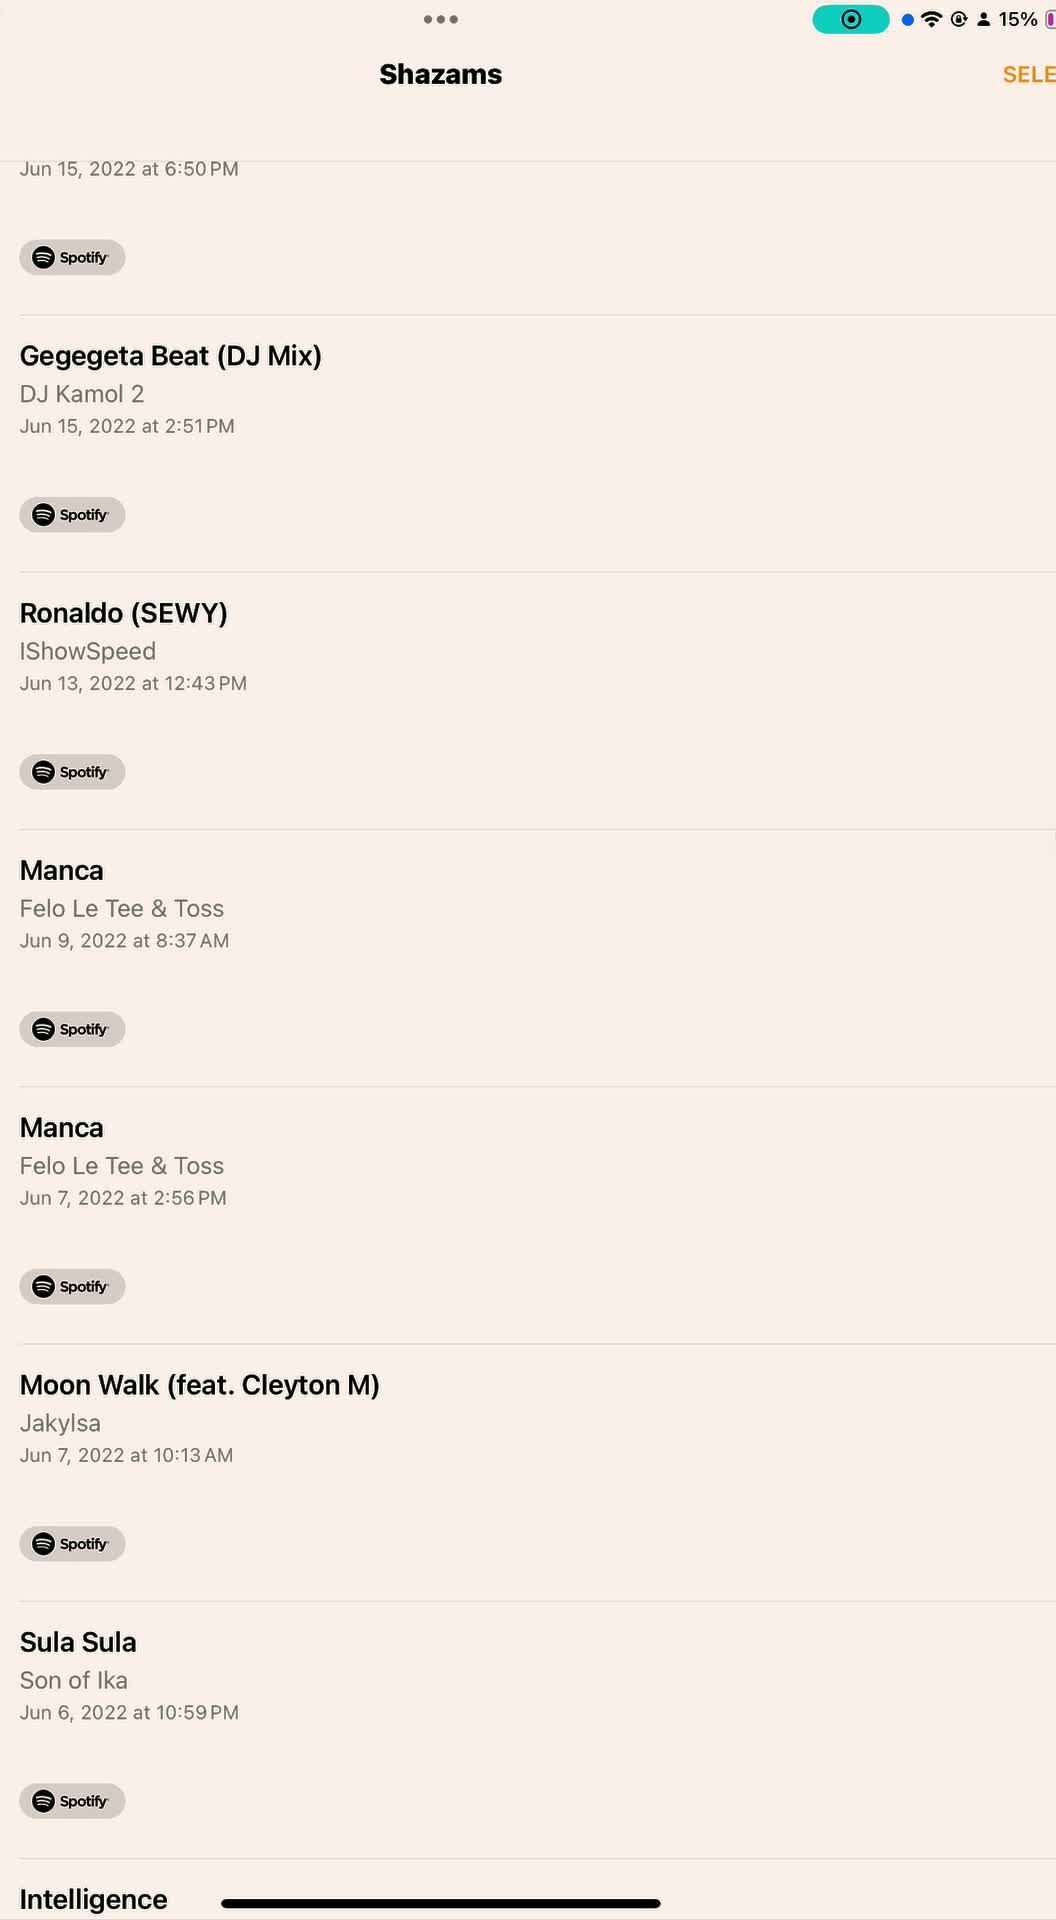 15%
Shazams
SELE
Jun 15, 2022 at 6:50 PM
Spotify
Gegegeta Beat (DJ Mix)
DJ Kamol 2
Jun 15, 2022 at 2:51 PM
Spotify
Ronaldo (SEWY)
IShowSpeed
Jun 13, 2022 at 12:43 PM
Spotify
Manca
Felo Le Tee & Toss
Jun 9, 2022 at 8:37 AM
Spotify
Manca
Felo Le Tee & Toss
Jun 7, 2022 at 2:56 PM
Spotify
Moon Walk (feat. Cleyton M)
Jakylsa
Jun 7, 2022 at 10:13 AM
Spotify
Sula Sula
Son of Ika
Jun 6, 2022 at 10:59 PM
Spotify
Intelligence